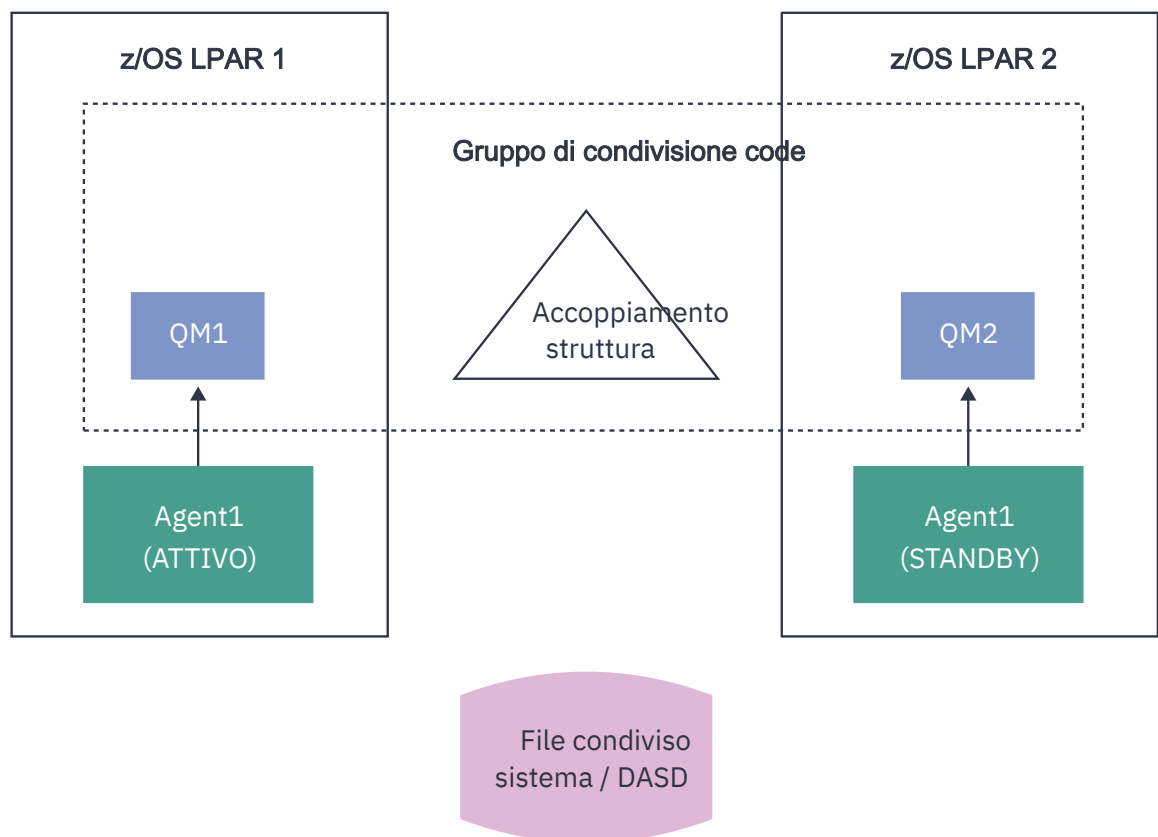 z/OS LPAR 1
z/OS LPAR 2
Gruppo di condivisione code
Accoppiamento
struttura
QM1
QM2
Agent1
(ATTIVO)
Agent1
(STANDBY)
File condiviso
sistema / DASD